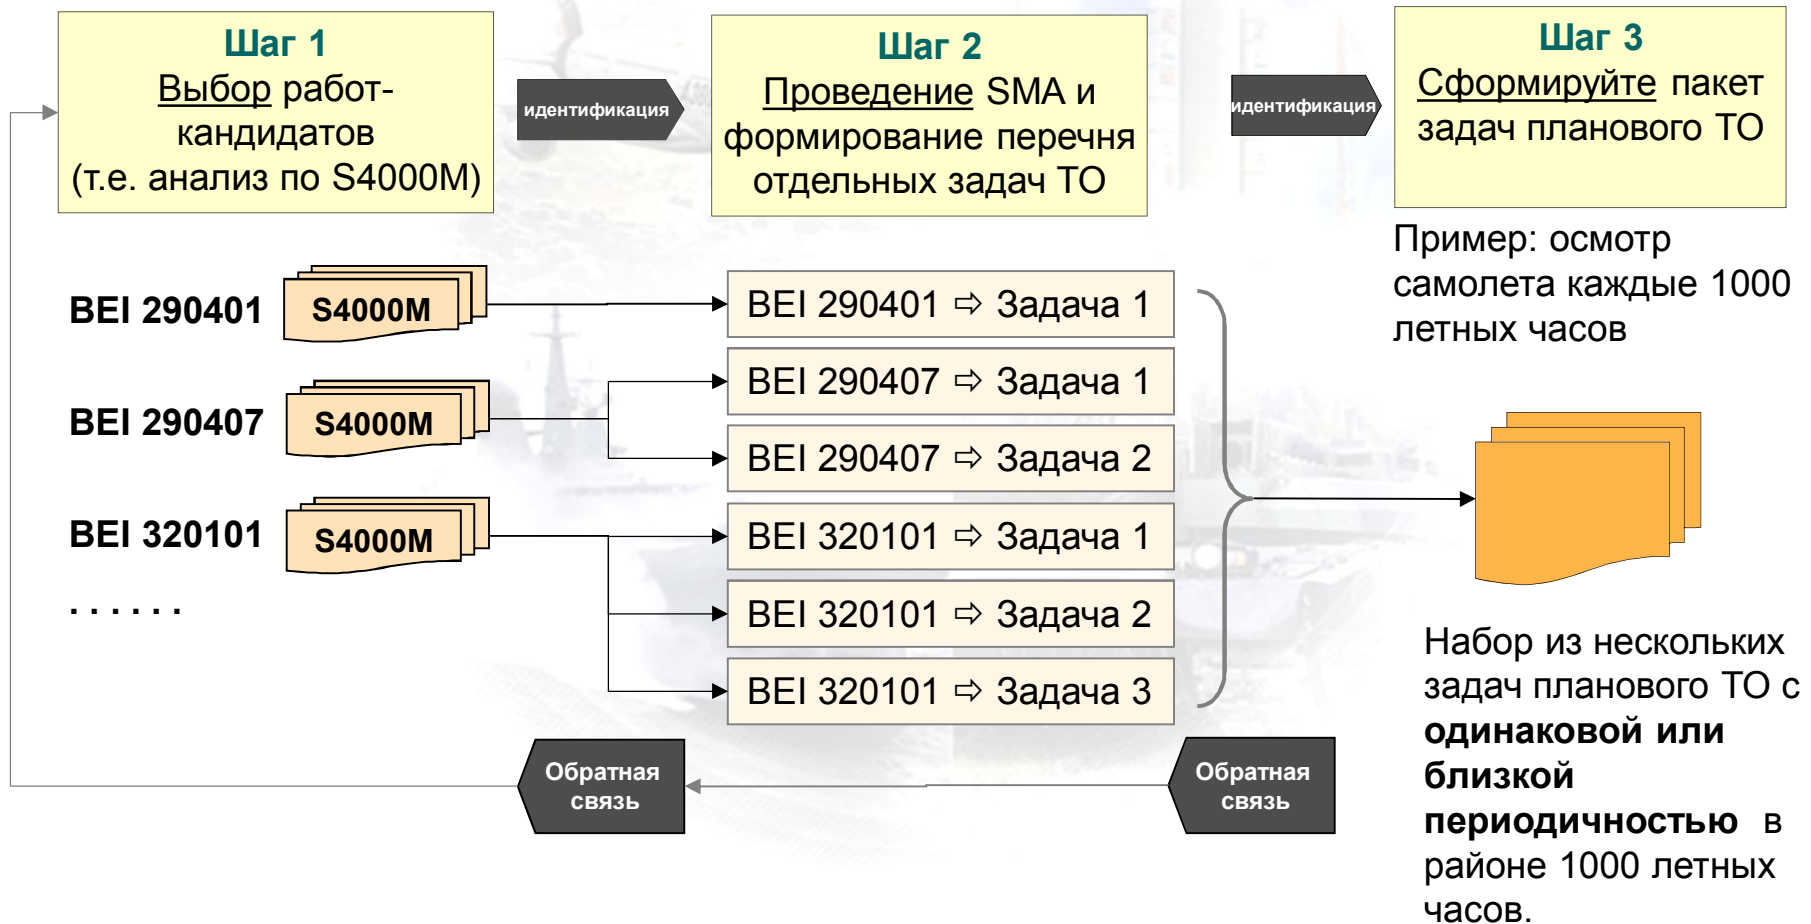 Шаг 1
Выбор работ-
кандидатов
(т.е. анализ по S4000M)
идентификация
Шаг 2
Проведение SMA и
формирование перечня
отдельных задач ТО
идентификация
Шаг 3
Сформируйте пакет
задач планового ТО
Пример: осмотр
самолета каждые 1000
летных часов
BEI 290401
S4000M
BEI 290407
S4000M
BEI 320101
S4000M
. . . . . .
BEI 290401 ⇨ Задача 1
BEI 290407 ⇨ Задача 1
BEI 290407 ⇨ Задача 2
BEI 320101 ⇨ Задача 1
BEI 320101 ⇨ Задача 2
BEI 320101 ⇨ Задача 3
Набор из нескольких
задач планового ТО с
одинаковой или
близкой
периодичностью в
районе 1000 летных
часов.
Обратная
связь
Обратная
связь